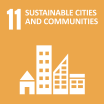 11 SUSTAINABLE CITIES
AND COMMUNITIES